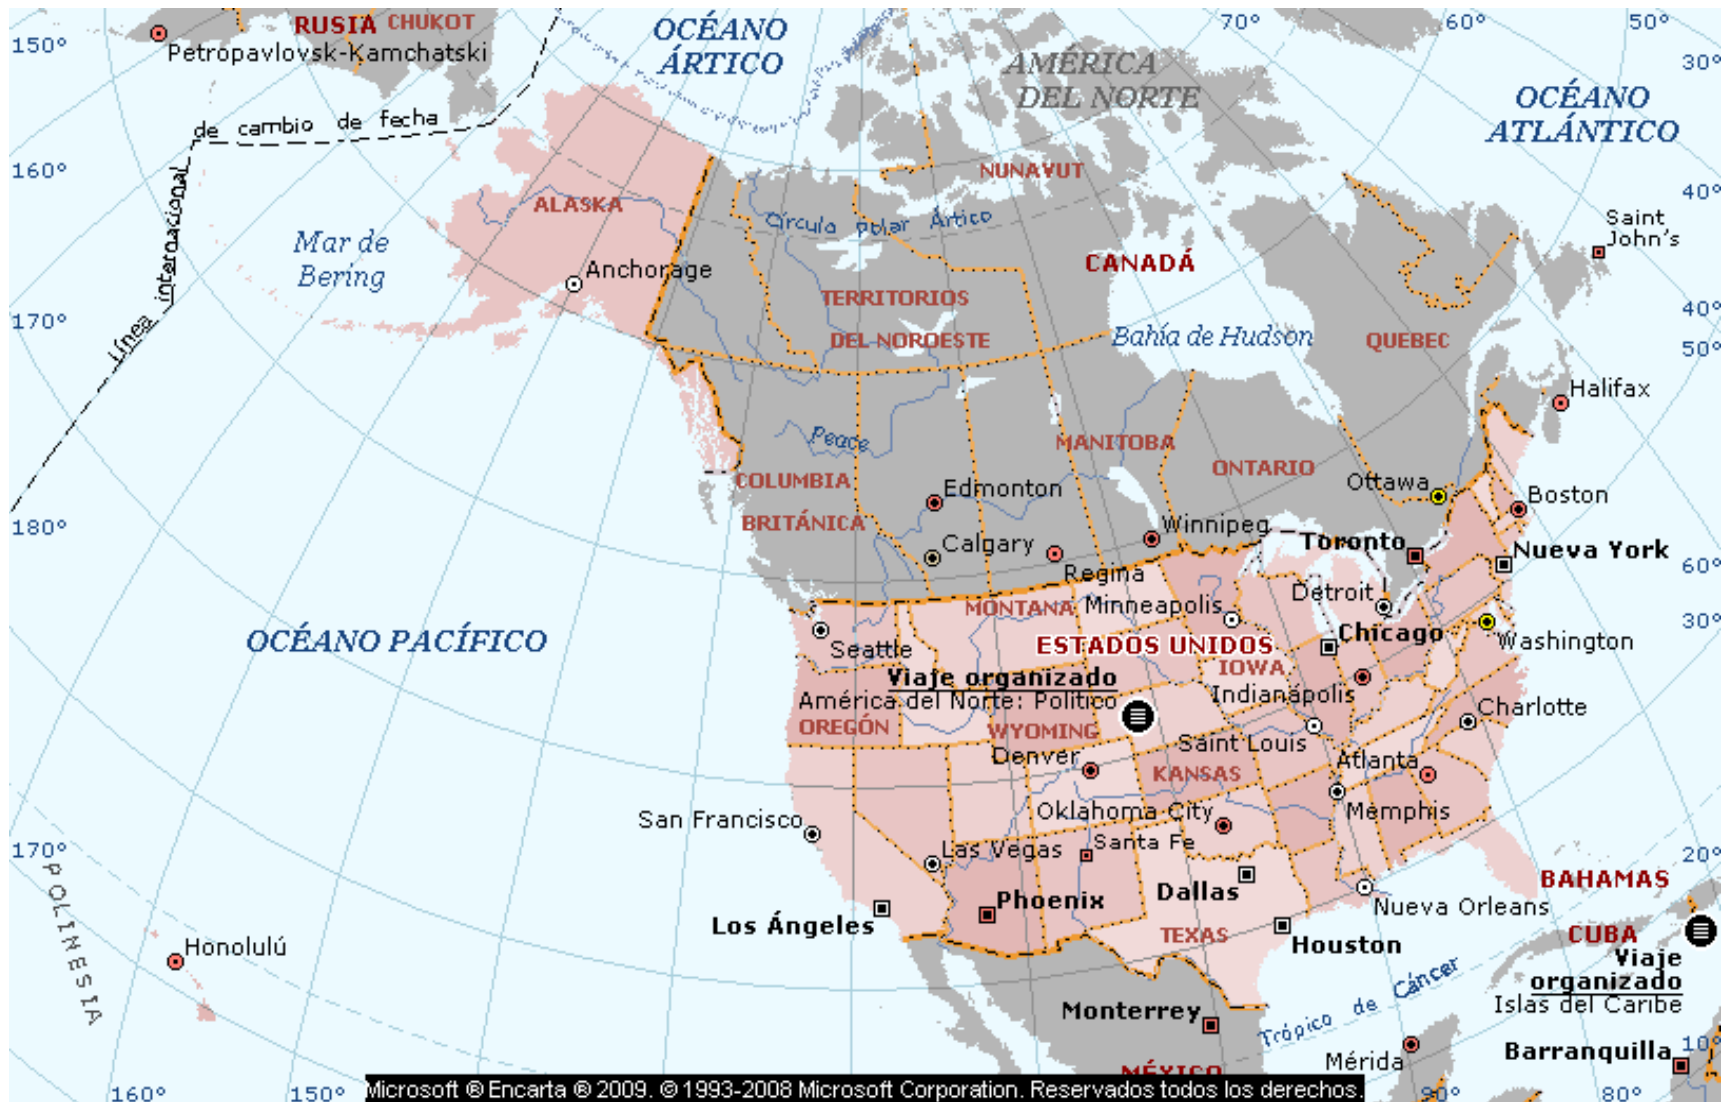 RUSIA
CHUKOT
Petropavlovsk-Kamchatski
OCÉANO
ÁRTICO
AMÉRICA
DEL NORTE
OCÉANO
ATLÁNTICO
70°
60°
50°
30°
150°
de cambio de fecha
160°
40°
ALASKA
NUNAVUT
Círculo polar Ártico
Saint
John's
Mar de
Bering
Anchorage
CANADÁ
Línea internacional
170°
TERRITORIOS
DEL NOROESTE
Bahía de Hudson
QUEBEC
40°
50°
Halifax
Peace
MANITOBA
COLUMBIA
BRITÁNICA
ONTARIO
Edmonton
Ottawa
Boston
180°
Calgary
Winnipeg
Toronto
Nueva York
Regina
60°
MONTANA
Minneapolis
Detroit
30°
OCÉANO PACÍFICO
Seattle
ESTADOS UNIDOS
Chicago
Washington
Viaje organizado
América del Norte: Político
IOWA
Indianápolis
OREGÓN
WYOMING
Charlotte
Saint Louis
Denver
KANSAS
Atlanta
San Francisco
Oklahoma City
Memphis
170°
Las Vegas
Santa Fe
20°
POLINESIA
Phoenix
Dallas
BAHAMAS
Los Ángeles
Nueva Orleans
Honolulú
TEXAS
Houston
CUBA
Viaje
organizado
Islas del Caribe
Monterrey
Trópico de Cáncer
Mérida
Barranquilla
10°
MÉXICO
160°
150°
Microsoft ® Encarta ® 2009. © 1993-2008 Microsoft Corporation. Reservados todos los derechos.
90°
80°